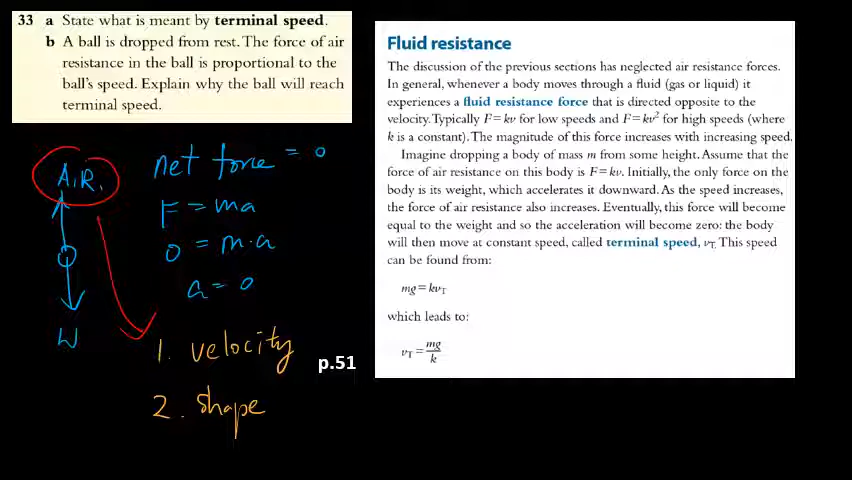 33 a State what is meant by terminal speed.
b A ball is dropped from rest. The force of air
resistance in the ball is proportional to the
ball's speed. Explain why the ball will reach
terminal speed.
Fluid resistance
The discussion of the previous sections has neglected air resistance forces.
In general, whenever a body moves through a fluid (gas or liquid) it
experiences a fluid resistance force that is directed opposite to the
velocity. Typically F = kv for low speeds and F = kv² for high speeds (where
k is a constant). The magnitude of this force increases with increasing speed.
Imagine dropping a body of mass m from some height. Assume that the
force of air resistance on this body is F = kv. Initially, the only force on the
body is its weight, which accelerates it downward. As the speed increases,
the force of air resistance also increases. Eventually, this force will become
equal to the weight and so the acceleration will become zero: the body
will then move at constant speed, called terminal speed, vT. This speed
can be found from:
mg = kvT
which leads to:
vT = mg/k
A.R.
W
net force = 0
F = ma
0 = m·a
a = 0
1. velocity
2. shape
p.51